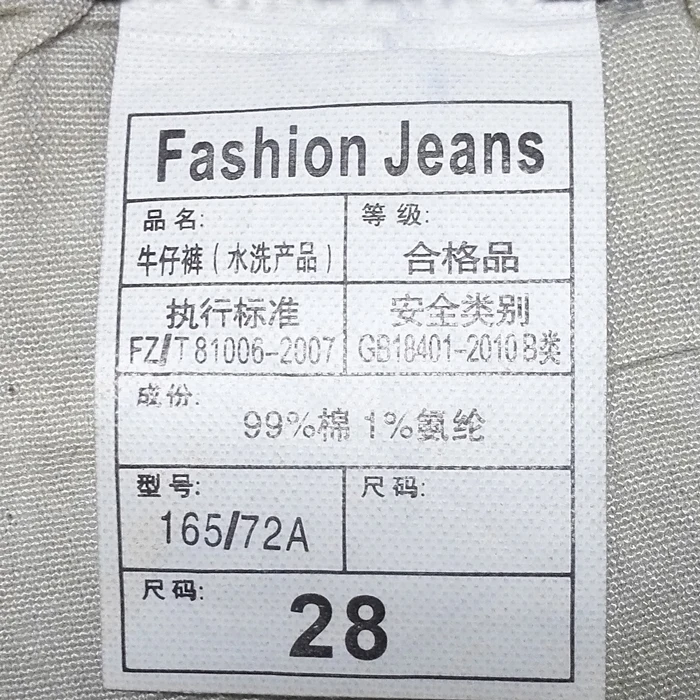 Fashion Jeans
品名:
等级:
牛仔裤(水洗产品)
合格品
执行标准
安全类别
FZ/T 81006-2007
GB18401-2010 B类
成份:
99%棉 1%氨纶
型号:
尺码:
165/72A
尺码:
28